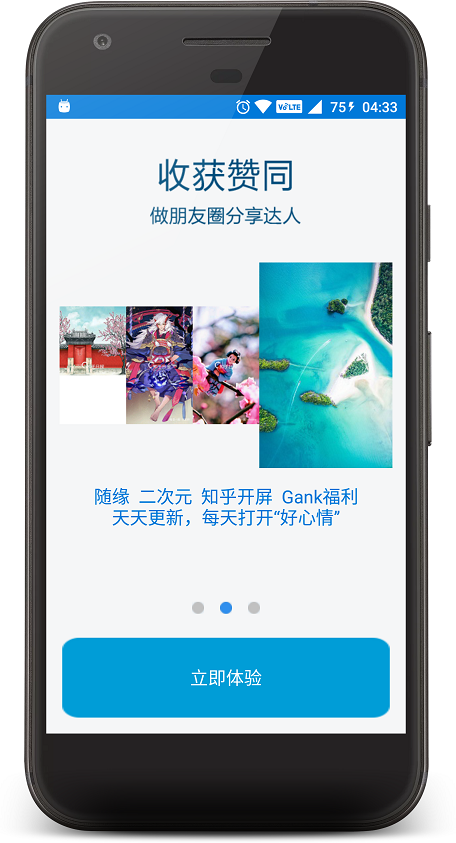 VoLTE 75 04:33
收获赞同
做朋友圈分享达人
随缘 二次元 知乎开屏 Gank福利
天天更新，每天打开“好心情”
立即体验